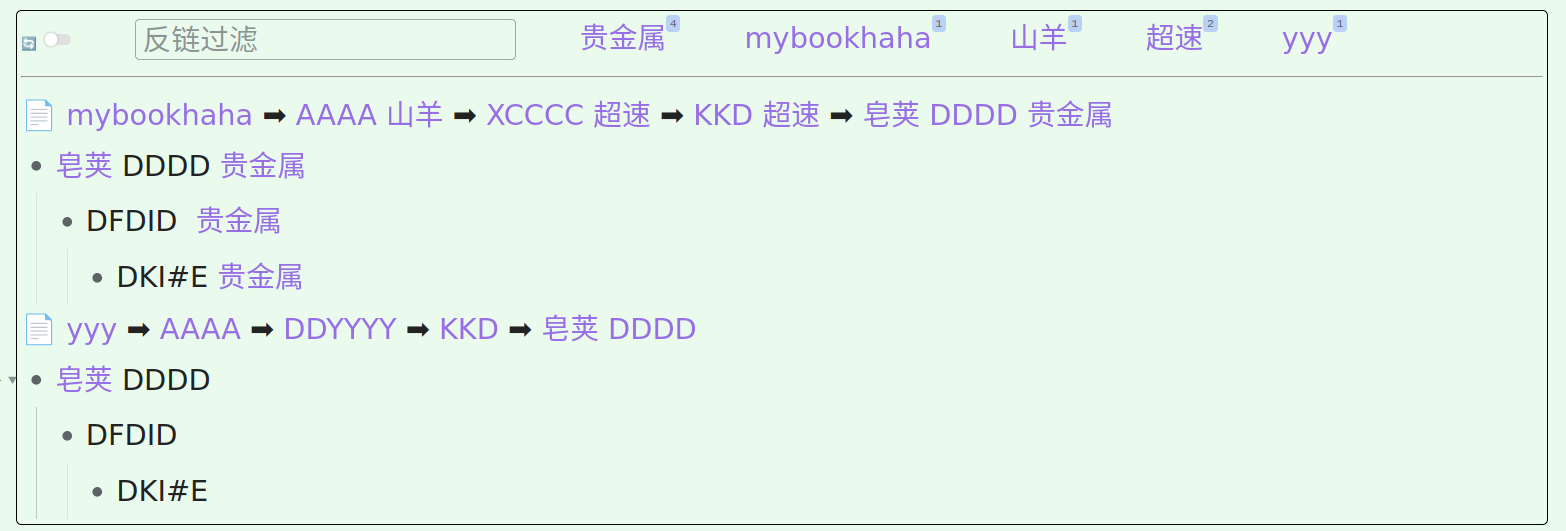 反链过滤 贵金属 4 mybookhaha 1 山羊 1 超速 2 yyy 1
mybookhaha ➡ AAAA 山羊 ➡ XCCCC 超速 ➡ KKD 超速 ➡ 皂荚 DDDD 贵金属
皂荚 DDDD 贵金属
DFDID 贵金属
DKI#E 贵金属
yyy ➡ AAAA ➡ DDYYYY ➡ KKD ➡ 皂荚 DDDD
皂荚 DDDD
DFDID
DKI#E